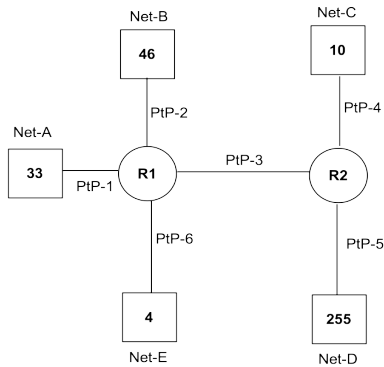 Net-B
46
PtP-2
Net-C
10
PtP-4
Net-A
33
PtP-1
R1
PtP-3
R2
PtP-6
PtP-5
4
Net-E
255
Net-D